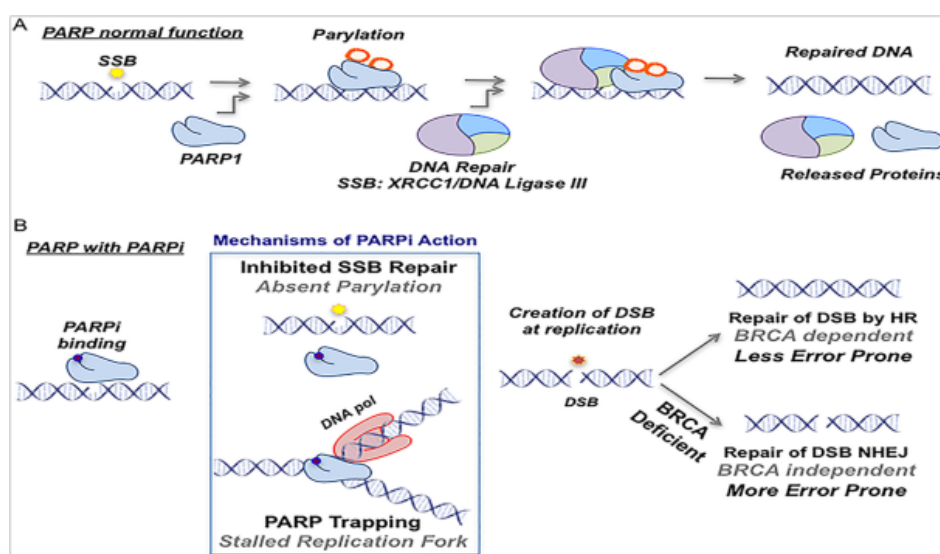 A
PARP normal function
SSB
Parylation
Repaired DNA
PARP1
DNA Repair
SSB: XRCC1/DNA Ligase III
Released Proteins
B
PARP with PARPi
Mechanisms of PARPi Action
Inhibited SSB Repair
Absent Parylation
PARPi
binding
DNA pol
PARP Trapping
Stalled Replication Fork
Creation of DSB
at replication
DSB
BRCA
Deficient
Repair of DSB by HR
BRCA dependent
Less Error Prone
Repair of DSB NHEJ
BRCA independent
More Error Prone